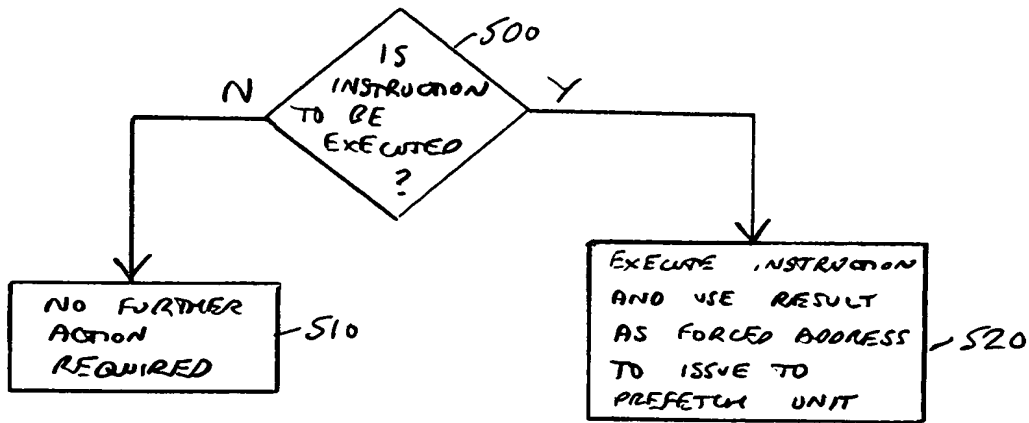 500
IS
INSTRUCTION
TO BE
EXECUTED
?
N
Y
NO FURTHER
ACTION
REQUIRED
510
EXECUTE INSTRUCTION
AND USE RESULT
AS FORCED ADDRESS
TO ISSUE TO
PREFETCH UNIT
520